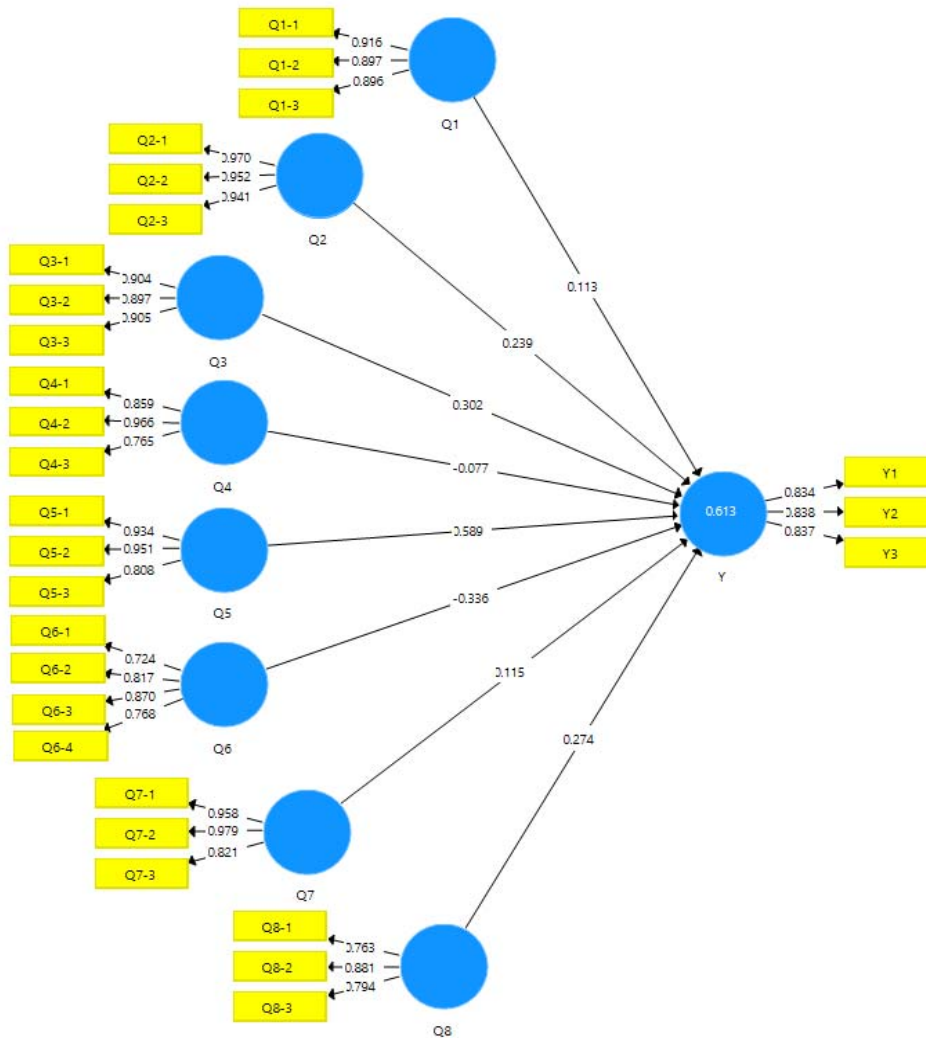 Q1-1
0.916
Q1-2
0.897
Q1-3
0.896
Q1
Q2-1
0.970
Q2-2
0.952
Q2-3
0.941
Q2
Q3-1
0.904
Q3-2
0.897
Q3-3
0.905
Q3
Q4-1
0.859
Q4-2
0.966
Q4-3
0.765
Q4
Q5-1
0.934
Q5-2
0.951
Q5-3
0.808
Q5
Q6-1
0.724
Q6-2
0.817
Q6-3
0.870
Q6-4
0.768
Q6
Q7-1
0.958
Q7-2
0.979
Q7-3
0.821
Q7
Q8-1
0.763
Q8-2
0.881
Q8-3
0.794
Q8
0.113
0.239
0.302
-0.077
0.589
-0.336
0.115
0.274
0.613
Y
0.834
Y1
0.838
Y2
0.837
Y3